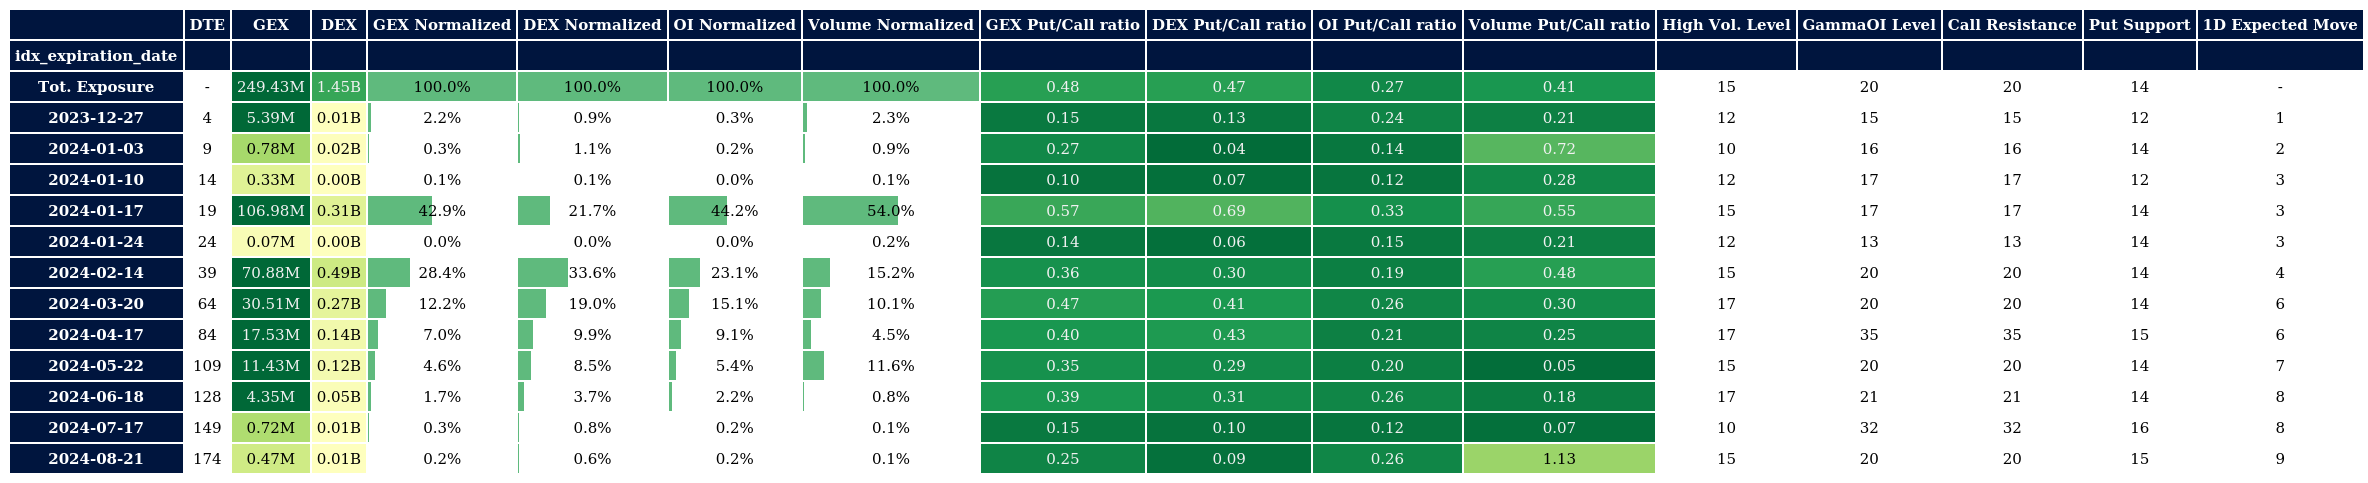 DTE GEX DEX GEX Normalized DEX Normalized OI Normalized Volume Normalized GEX Put/Call ratio DEX Put/Call ratio OI Put/Call ratio Volume Put/Call ratio High Vol. Level GammaOI Level Call Resistance Put Support 1D Expected Move
idx_expiration_date
Tot. Exposure - 249.43M 1.45B 100.0% 100.0% 100.0% 100.0% 0.48 0.47 0.27 0.41 15 20 20 14 -
2023-12-27 4 5.39M 0.01B 2.2% 0.9% 0.3% 2.3% 0.15 0.13 0.24 0.21 12 15 15 12 1
2024-01-03 9 0.78M 0.02B 0.3% 1.1% 0.2% 0.9% 0.27 0.04 0.14 0.72 10 16 16 14 2
2024-01-10 14 0.33M 0.00B 0.1% 0.1% 0.0% 0.1% 0.10 0.07 0.12 0.28 12 17 17 12 3
2024-01-17 19 106.98M 0.31B 42.9% 21.7% 44.2% 54.0% 0.57 0.69 0.33 0.55 15 17 17 14 3
2024-01-24 24 0.07M 0.00B 0.0% 0.0% 0.0% 0.2% 0.14 0.06 0.15 0.21 12 13 13 14 3
2024-02-14 39 70.88M 0.49B 28.4% 33.6% 23.1% 15.2% 0.36 0.30 0.19 0.48 15 20 20 14 4
2024-03-20 64 30.51M 0.27B 12.2% 19.0% 15.1% 10.1% 0.47 0.41 0.26 0.30 17 20 20 14 6
2024-04-17 84 17.53M 0.14B 7.0% 9.9% 9.1% 4.5% 0.40 0.43 0.21 0.25 17 35 35 15 6
2024-05-22 109 11.43M 0.12B 4.6% 8.5% 5.4% 11.6% 0.35 0.29 0.20 0.05 15 20 20 14 7
2024-06-18 128 4.35M 0.05B 1.7% 3.7% 2.2% 0.8% 0.39 0.31 0.26 0.18 17 21 21 14 8
2024-07-17 149 0.72M 0.01B 0.3% 0.8% 0.2% 0.1% 0.15 0.10 0.12 0.07 10 32 32 16 8
2024-08-21 174 0.47M 0.01B 0.2% 0.6% 0.2% 0.1% 0.25 0.09 0.26 1.13 15 20 20 15 9